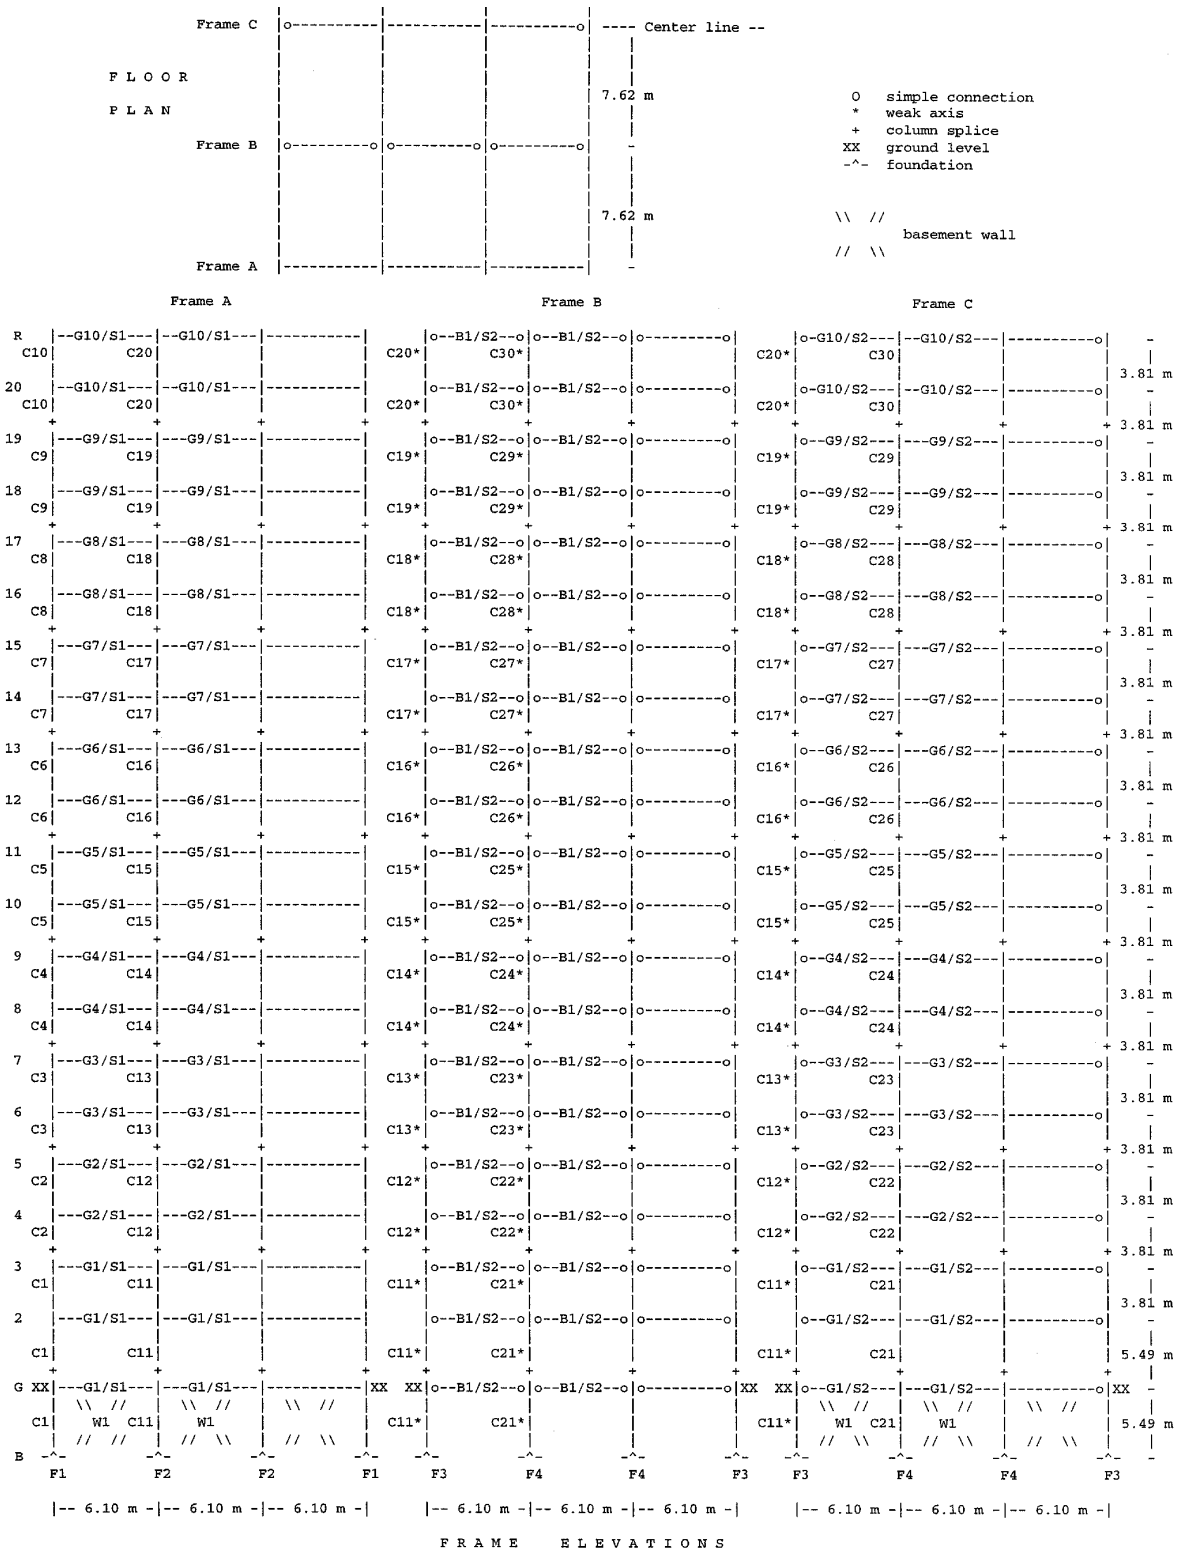 Frame C |o----------|-----------|----------o| ---- Center line --
F L O O R
7.62 m
P L A N
O simple connection
* weak axis
+ column splice
Frame B |o---------o|o---------o|o---------o| -
XX ground level
-^- foundation
7.62 m
\\ //
basement wall
// \\
Frame A |-----------|-----------|-----------| -
Frame A Frame B Frame C
R |--G10/S1---|--G10/S1---|-----------| |o--B1/S2--o|o--B1/S2--o|o---------o| |o-G10/S2---|--G10/S2---|----------o| -
C10| C20| C20*| C30*| C20*| C30|
3.81 m
20 |--G10/S1---|--G10/S1---|-----------| |o--B1/S2--o|o--B1/S2--o|o---------o| |o-G10/S2---|--G10/S2---|----------o| -
C10| C20| C20*| C30*| C20*| C30|
+ + + + + + + + + + + + 3.81 m
19 |---G9/S1---|---G9/S1---|-----------| |o--B1/S2--o|o--B1/S2--o|o---------o| |o--G9/S2---|---G9/S2---|----------o| -
C9| C19| C19*| C29*| C19*| C29|
3.81 m
18 |---G9/S1---|---G9/S1---|-----------| |o--B1/S2--o|o--B1/S2--o|o---------o| |o--G9/S2---|---G9/S2---|----------o| -
C9| C19| C19*| C29*| C19*| C29|
+ + + + + + + + + + + + 3.81 m
17 |---G8/S1---|---G8/S1---|-----------| |o--B1/S2--o|o--B1/S2--o|o---------o| |o--G8/S2---|---G8/S2---|----------o| -
C8| C18| C18*| C28*| C18*| C28|
3.81 m
16 |---G8/S1---|---G8/S1---|-----------| |o--B1/S2--o|o--B1/S2--o|o---------o| |o--G8/S2---|---G8/S2---|----------o| -
C8| C18| C18*| C28*| C18*| C28|
+ + + + + + + + + + + + 3.81 m
15 |---G7/S1---|---G7/S1---|-----------| |o--B1/S2--o|o--B1/S2--o|o---------o| |o--G7/S2---|---G7/S2---|----------o| -
C7| C17| C17*| C27*| C17*| C27|
3.81 m
14 |---G7/S1---|---G7/S1---|-----------| |o--B1/S2--o|o--B1/S2--o|o---------o| |o--G7/S2---|---G7/S2---|----------o| -
C7| C17| C17*| C27*| C17*| C27|
+ + + + + + + + + + + + 3.81 m
13 |---G6/S1---|---G6/S1---|-----------| |o--B1/S2--o|o--B1/S2--o|o---------o| |o--G6/S2---|---G6/S2---|----------o| -
C6| C16| C16*| C26*| C16*| C26|
3.81 m
12 |---G6/S1---|---G6/S1---|-----------| |o--B1/S2--o|o--B1/S2--o|o---------o| |o--G6/S2---|---G6/S2---|----------o| -
C6| C16| C16*| C26*| C16*| C26|
+ + + + + + + + + + + + 3.81 m
11 |---G5/S1---|---G5/S1---|-----------| |o--B1/S2--o|o--B1/S2--o|o---------o| |o--G5/S2---|---G5/S2---|----------o| -
C5| C15| C15*| C25*| C15*| C25|
3.81 m
10 |---G5/S1---|---G5/S1---|-----------| |o--B1/S2--o|o--B1/S2--o|o---------o| |o--G5/S2---|---G5/S2---|----------o| -
C5| C15| C15*| C25*| C15*| C25|
+ + + + + + + + + + + + 3.81 m
9 |---G4/S1---|---G4/S1---|-----------| |o--B1/S2--o|o--B1/S2--o|o---------o| |o--G4/S2---|---G4/S2---|----------o| -
C4| C14| C14*| C24*| C14*| C24|
3.81 m
8 |---G4/S1---|---G4/S1---|-----------| |o--B1/S2--o|o--B1/S2--o|o---------o| |o--G4/S2---|---G4/S2---|----------o| -
C4| C14| C14*| C24*| C14*| C24|
+ + + + + + + + + + + + 3.81 m
7 |---G3/S1---|---G3/S1---|-----------| |o--B1/S2--o|o--B1/S2--o|o---------o| |o--G3/S2---|---G3/S2---|----------o| -
C3| C13| C13*| C23*| C13*| C23|
3.81 m
6 |---G3/S1---|---G3/S1---|-----------| |o--B1/S2--o|o--B1/S2--o|o---------o| |o--G3/S2---|---G3/S2---|----------o| -
C3| C13| C13*| C23*| C13*| C23|
+ + + + + + + + + + + + 3.81 m
5 |---G2/S1---|---G2/S1---|-----------| |o--B1/S2--o|o--B1/S2--o|o---------o| |o--G2/S2---|---G2/S2---|----------o| -
C2| C12| C12*| C22*| C12*| C22|
3.81 m
4 |---G2/S1---|---G2/S1---|-----------| |o--B1/S2--o|o--B1/S2--o|o---------o| |o--G2/S2---|---G2/S2---|----------o| -
C2| C12| C12*| C22*| C12*| C22|
+ + + + + + + + + + + + 3.81 m
3 |---G1/S1---|---G1/S1---|-----------| |o--B1/S2--o|o--B1/S2--o|o---------o| |o--G1/S2---|---G1/S2---|----------o| -
C1| C11| C11*| C21*| C11*| C21|
3.81 m
2 |---G1/S1---|---G1/S1---|-----------| |o--B1/S2--o|o--B1/S2--o|o---------o| |o--G1/S2---|---G1/S2---|----------o| -
C1| C11| C11*| C21*| C11*| C21| 5.49 m
+ + + + + + + + + + + +
G XX|---G1/S1---|---G1/S1---|-----------|XX XX|o--B1/S2--o|o--B1/S2--o|o---------o|XX XX|o--G1/S2---|---G1/S2---|----------o|XX -
\\ // \\ // \\ // \\ // \\ // \\ //
C1| W1 C11| W1 C11*| C21*| C11*| W1 C21| W1 5.49 m
// \\ // \\ // \\ // \\ // \\ // \\
B -^- -^- -^- -^- -^- -^- -^- -^- -^- -^- -^- -^- -
F1 F2 F2 F1 F3 F4 F4 F3 F3 F4 F4 F3
|-- 6.10 m -|-- 6.10 m -|-- 6.10 m -| |-- 6.10 m -|-- 6.10 m -|-- 6.10 m -| |-- 6.10 m -|-- 6.10 m -|-- 6.10 m -|
F R A M E E L E V A T I O N S